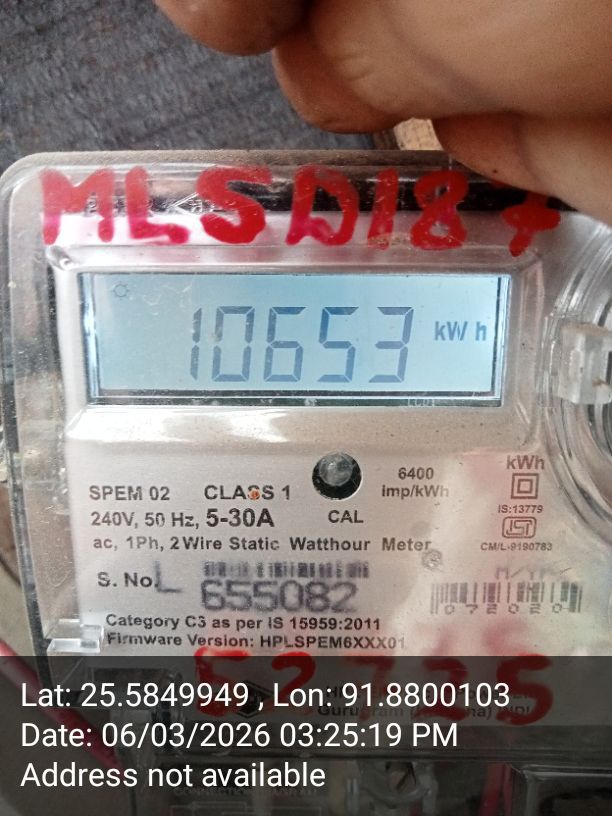 MLSD187
10653 kWh
6400
imp/kWh
kWh
SPEM 02 CLASS 1
240V, 50 Hz, 5-30A
CAL
IS:13779
ac, 1Ph, 2Wire Static Watthour Meter
CM/L-9190783
S. No L 655082
072020
Category C3 as per IS 15959:2011
Firmware Version: HPLSPEM6XXX01
Lat: 25.5849949 , Lon: 91.8800103
Date: 06/03/2026 03:25:19 PM
Address not available